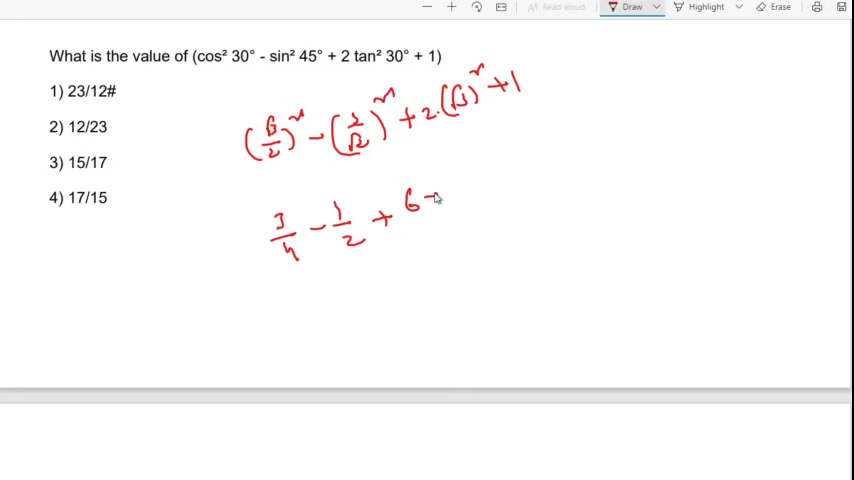 Read aloud Draw Highlight Erase
What is the value of (cos² 30° - sin² 45° + 2 tan² 30° + 1)
1) 23/12#
(√3/2)² - (1/√2)² + 2.(√3)² + 1
2) 12/23
3) 15/17
4) 17/15
3/4 - 1/2 + 6